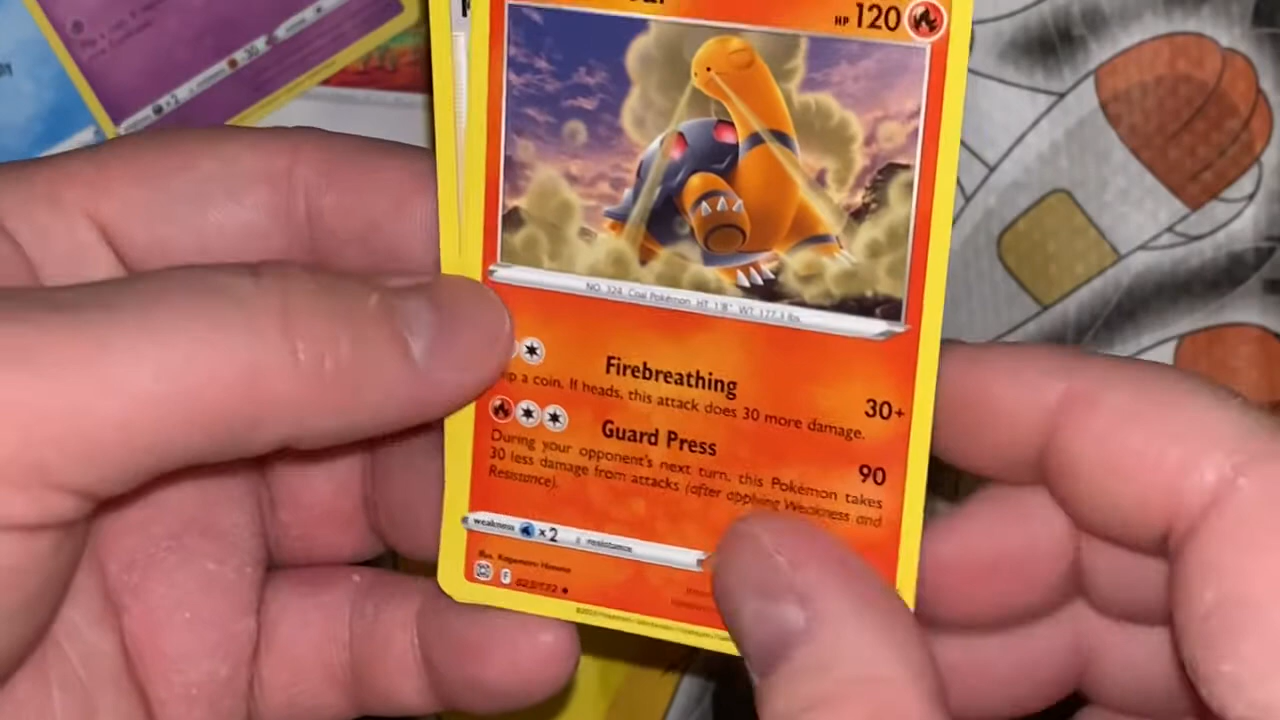 HP 120
NO. 324 Coal Pokémon HT: 1'8" WT: 177.3 lbs.
Firebreathing 30+
a coin. If heads, this attack does 30 more damage.
Guard Press 90
During your opponent's next turn, this Pokémon takes
30 less damage from attacks (after applying Weakness and
Resistance).
weakness ×2 resistance
Illus. Kagemaru Himeno
F
-30
×2